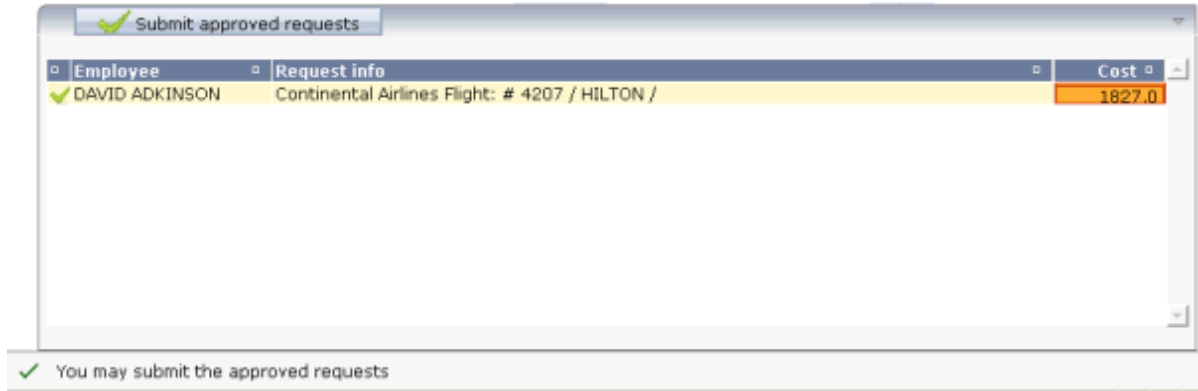 Submit approved requests
Employee Request info Cost
DAVID ADKINSON Continental Airlines Flight: # 4207 / HILTON / 1827.0
You may submit the approved requests